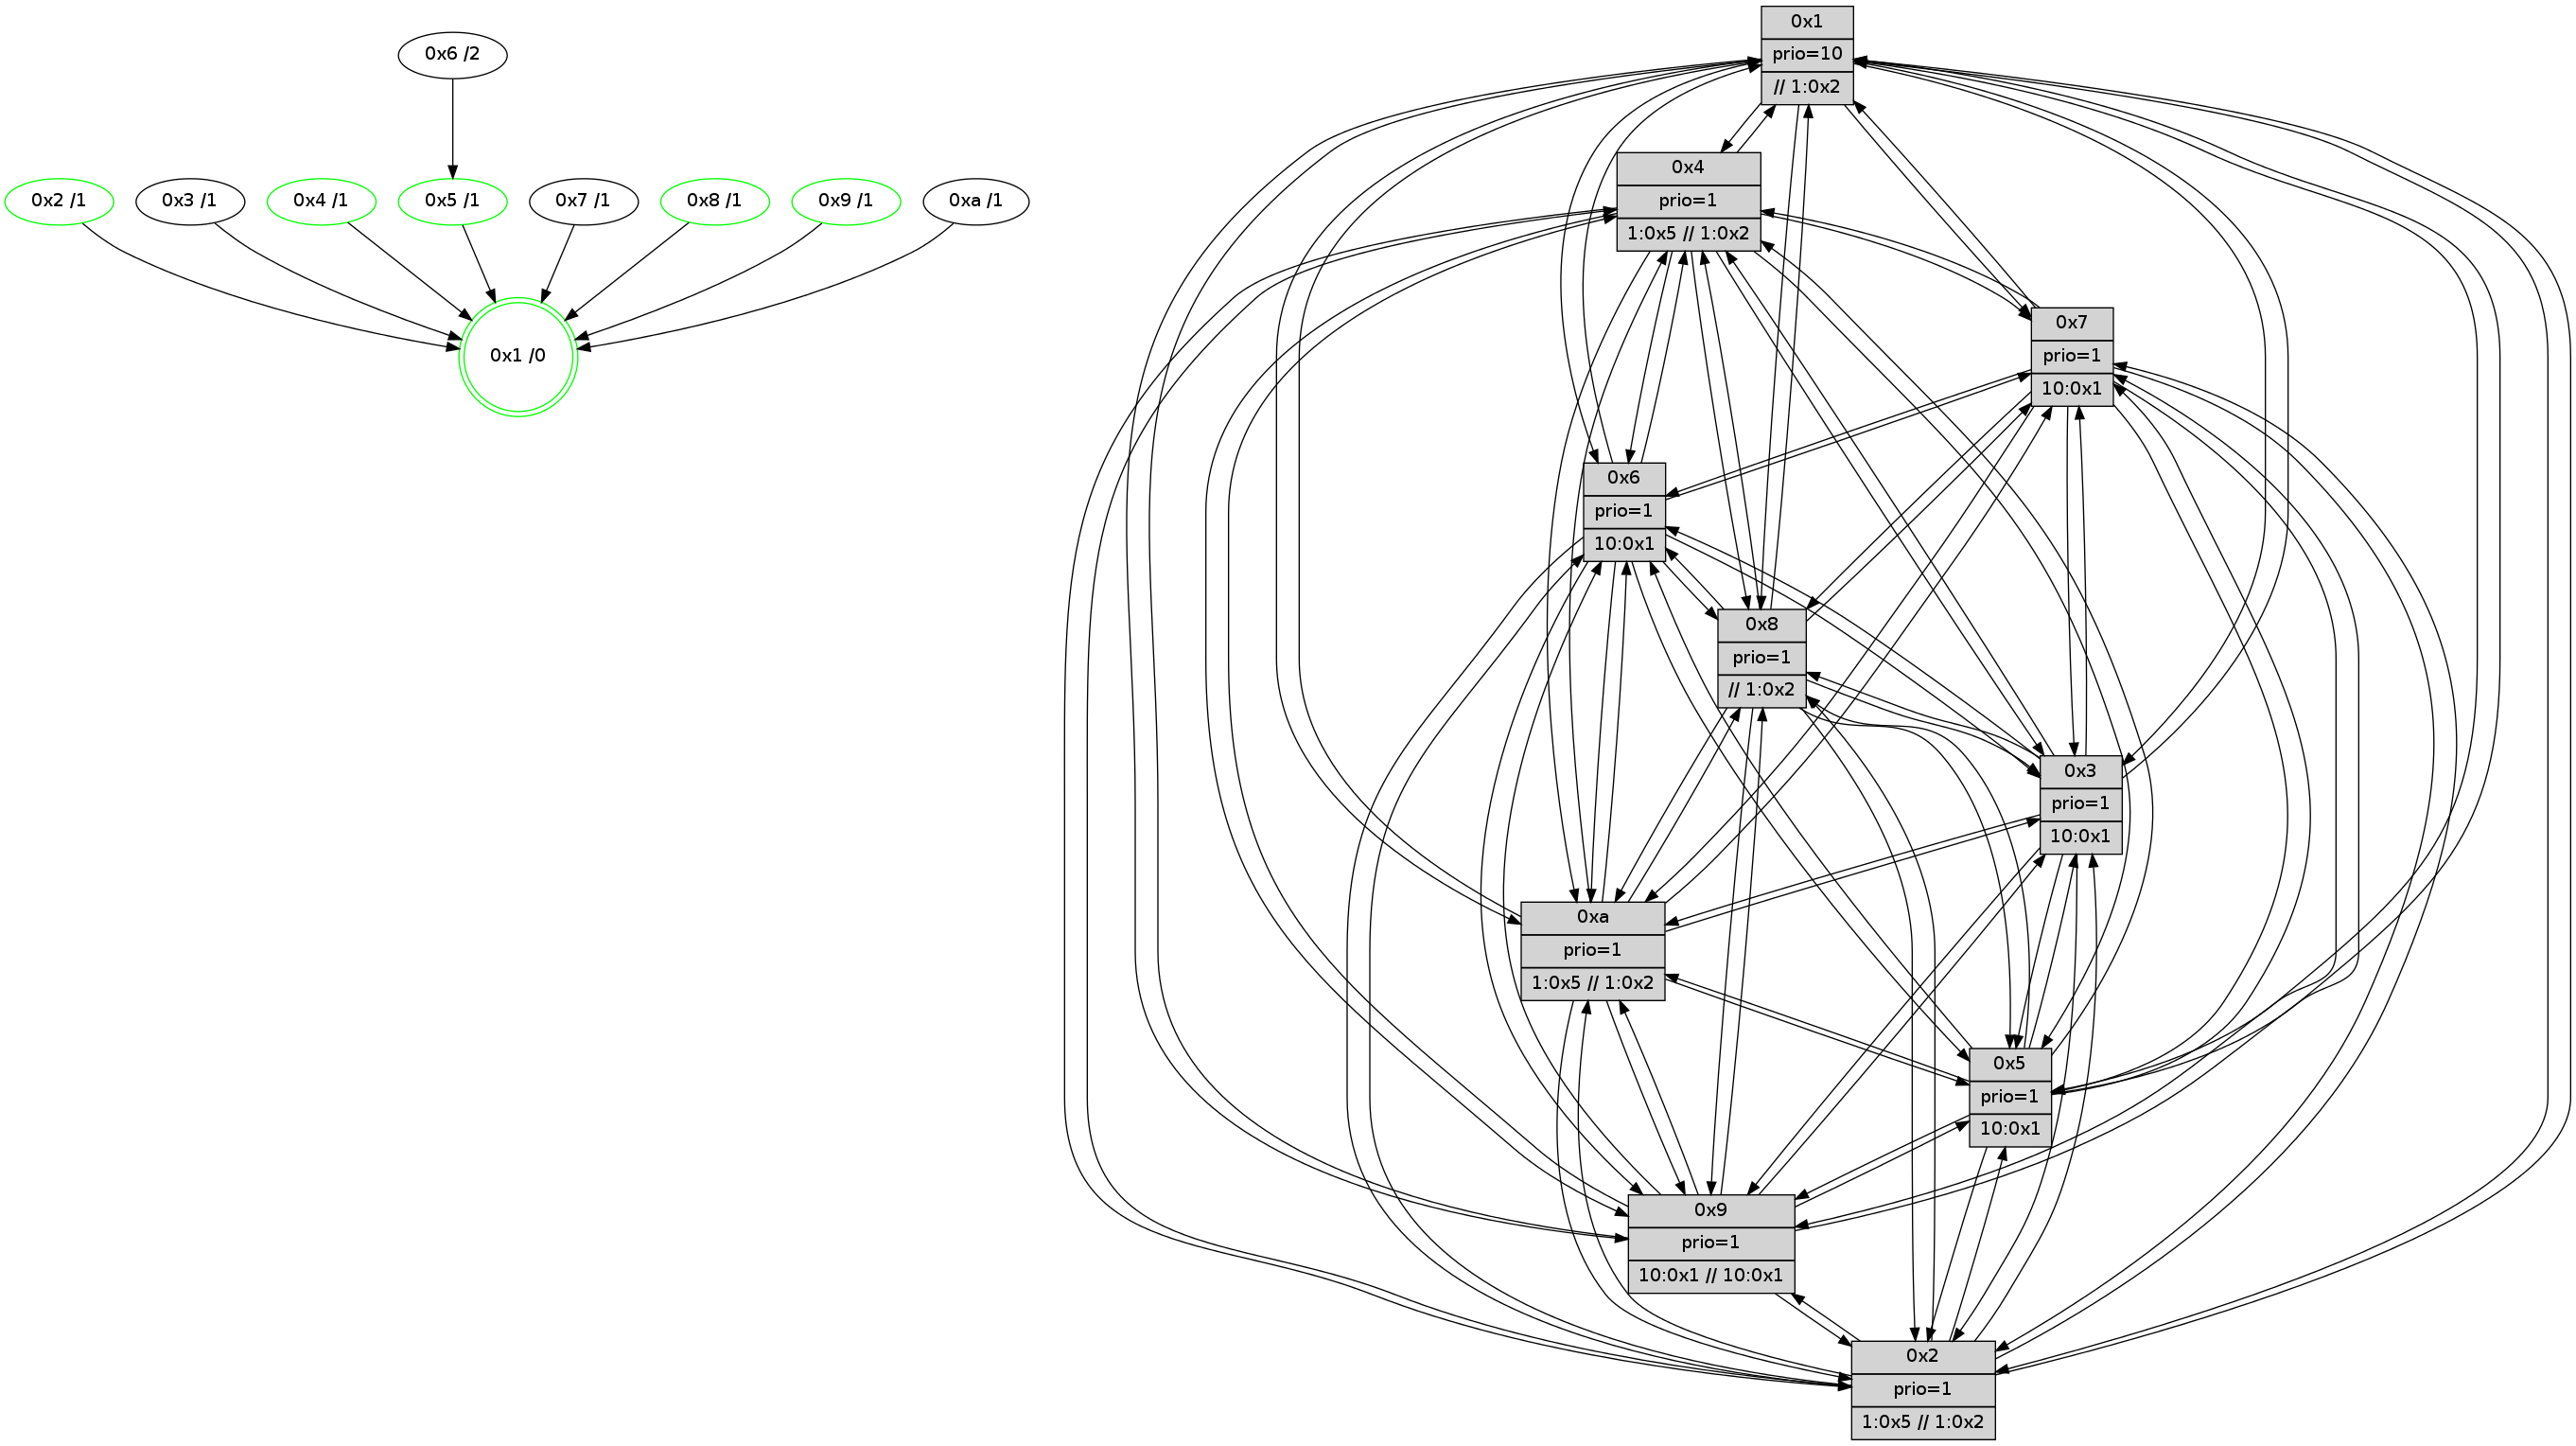 0x6 /2
0x2 /1
0x3 /1
0x4 /1
0x5 /1
0x7 /1
0x8 /1
0x9 /1
0xa /1
0x1 /0
0x1
prio=10
// 1:0x2
0x4
prio=1
1:0x5 // 1:0x2
0x7
prio=1
10:0x1
0x6
prio=1
10:0x1
0x8
prio=1
// 1:0x2
0x3
prio=1
10:0x1
0xa
prio=1
1:0x5 // 1:0x2
0x5
prio=1
10:0x1
0x9
prio=1
10:0x1 // 10:0x1
0x2
prio=1
1:0x5 // 1:0x2